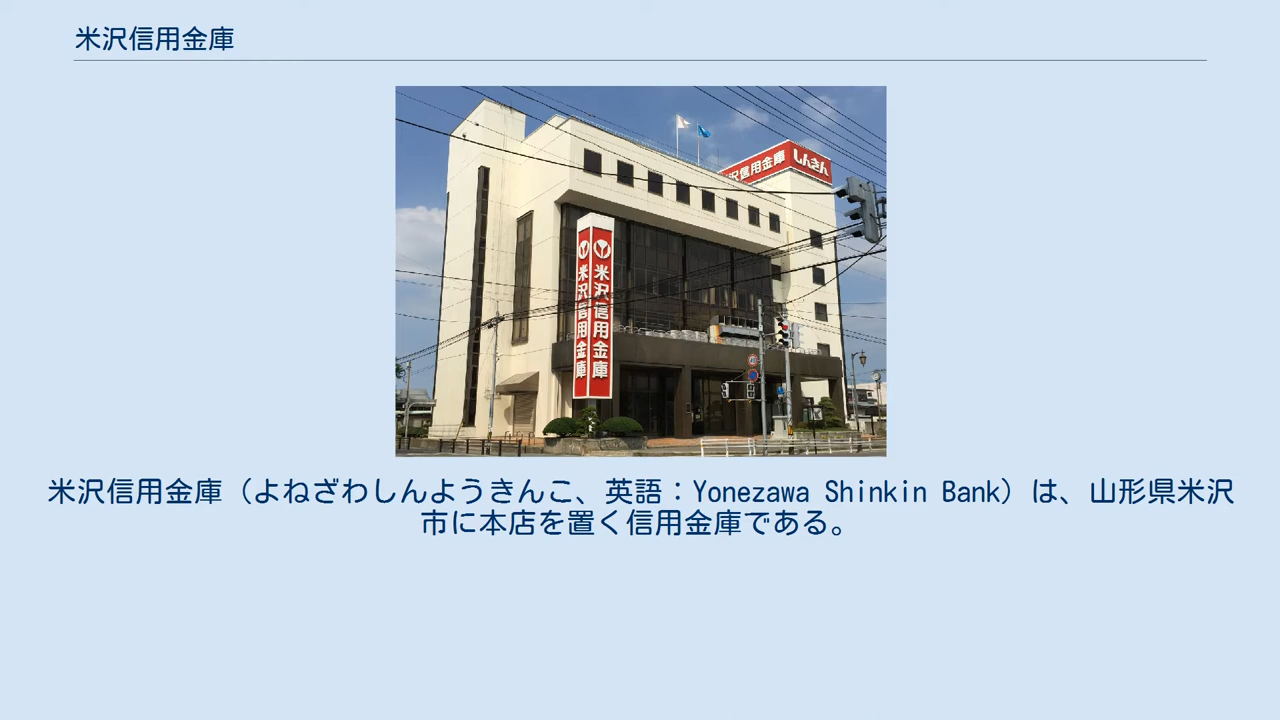 米沢信用金庫
沢信用金庫
しんきん
米沢信用金庫
米沢信用金庫
米沢信用金庫（よねざわしんようきんこ、英語：Yonezawa Shinkin Bank）は、山形県米沢
市に本店を置く信用金庫である。